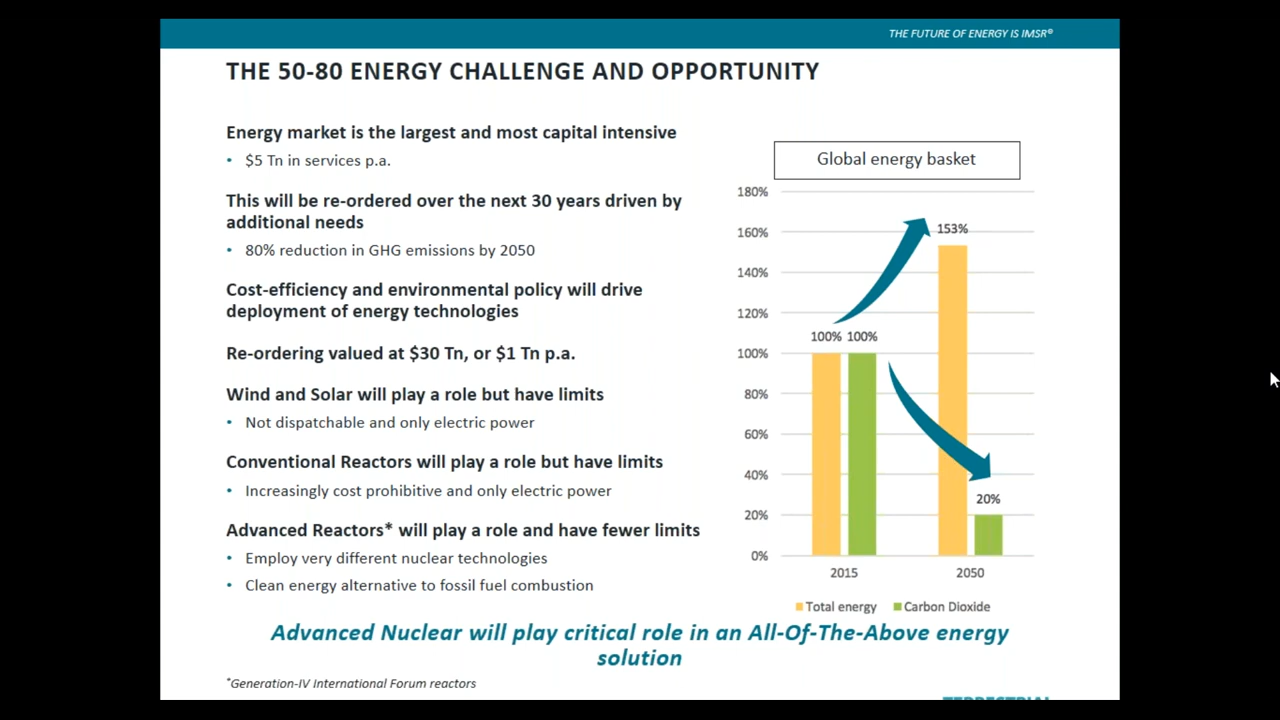 THE FUTURE OF ENERGY IS IMSR®
THE 50-80 ENERGY CHALLENGE AND OPPORTUNITY
Energy market is the largest and most capital intensive
• $5 Tn in services p.a.
This will be re-ordered over the next 30 years driven by
additional needs
• 80% reduction in GHG emissions by 2050
Cost-efficiency and environmental policy will drive
deployment of energy technologies
Re-ordering valued at $30 Tn, or $1 Tn p.a.
Wind and Solar will play a role but have limits
• Not dispatchable and only electric power
Conventional Reactors will play a role but have limits
• Increasingly cost prohibitive and only electric power
Advanced Reactors* will play a role and have fewer limits
• Employ very different nuclear technologies
• Clean energy alternative to fossil fuel combustion
Global energy basket
180%
160%
140%
120%
100%
80%
60%
40%
20%
0%
100% 100%
153%
20%
2015 2050
Total energy Carbon Dioxide
Advanced Nuclear will play critical role in an All-Of-The-Above energy
solution
*Generation-IV International Forum reactors
TERRESTRIAL